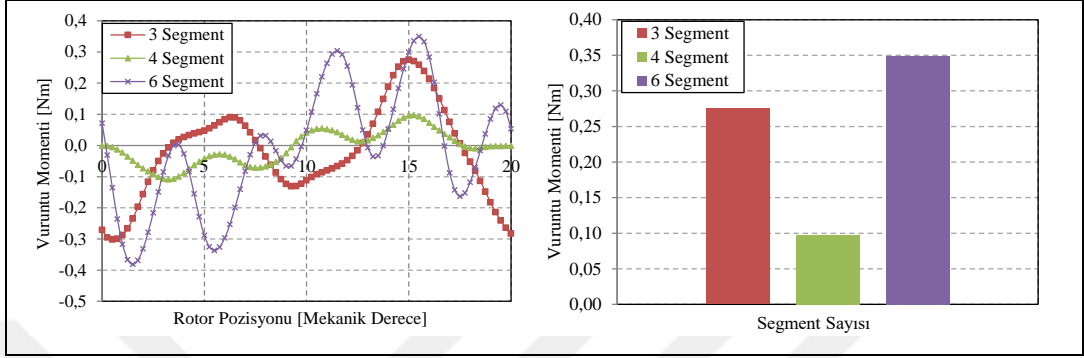 Vuruntu Momenti [Nm]
0,4
0,3
0,2
0,1
0,0
-0,1
-0,2
-0,3
-0,4
-0,5
3 Segment
4 Segment
6 Segment
0 5 10 15 20
Rotor Pozisyonu [Mekanik Derece]
Vuruntu Momenti [Nm]
0,40
0,35
0,30
0,25
0,20
0,15
0,10
0,05
0,00
3 Segment
4 Segment
6 Segment
Segment Sayısı